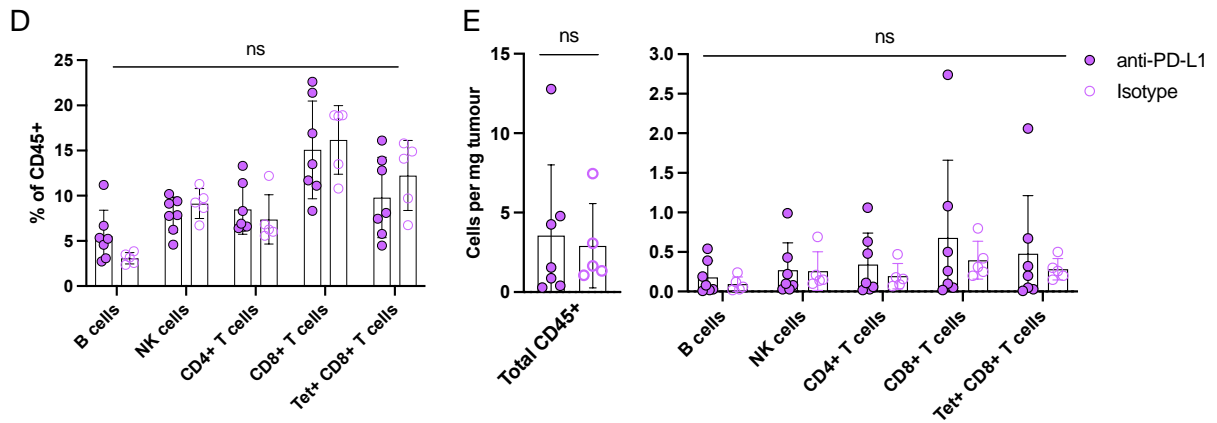 D
ns
% of CD45+
25
20
15
10
5
0
B cells
NK cells
CD4+ T cells
CD8+ T cells
Tet+ CD8+ T cells
E
ns
Cells per mg tumour
15
10
5
0
Total CD45+
ns
3.0
2.5
2.0
1.5
1.0
0.5
0.0
B cells
NK cells
CD4+ T cells
CD8+ T cells
Tet+ CD8+ T cells
anti-PD-L1
Isotype